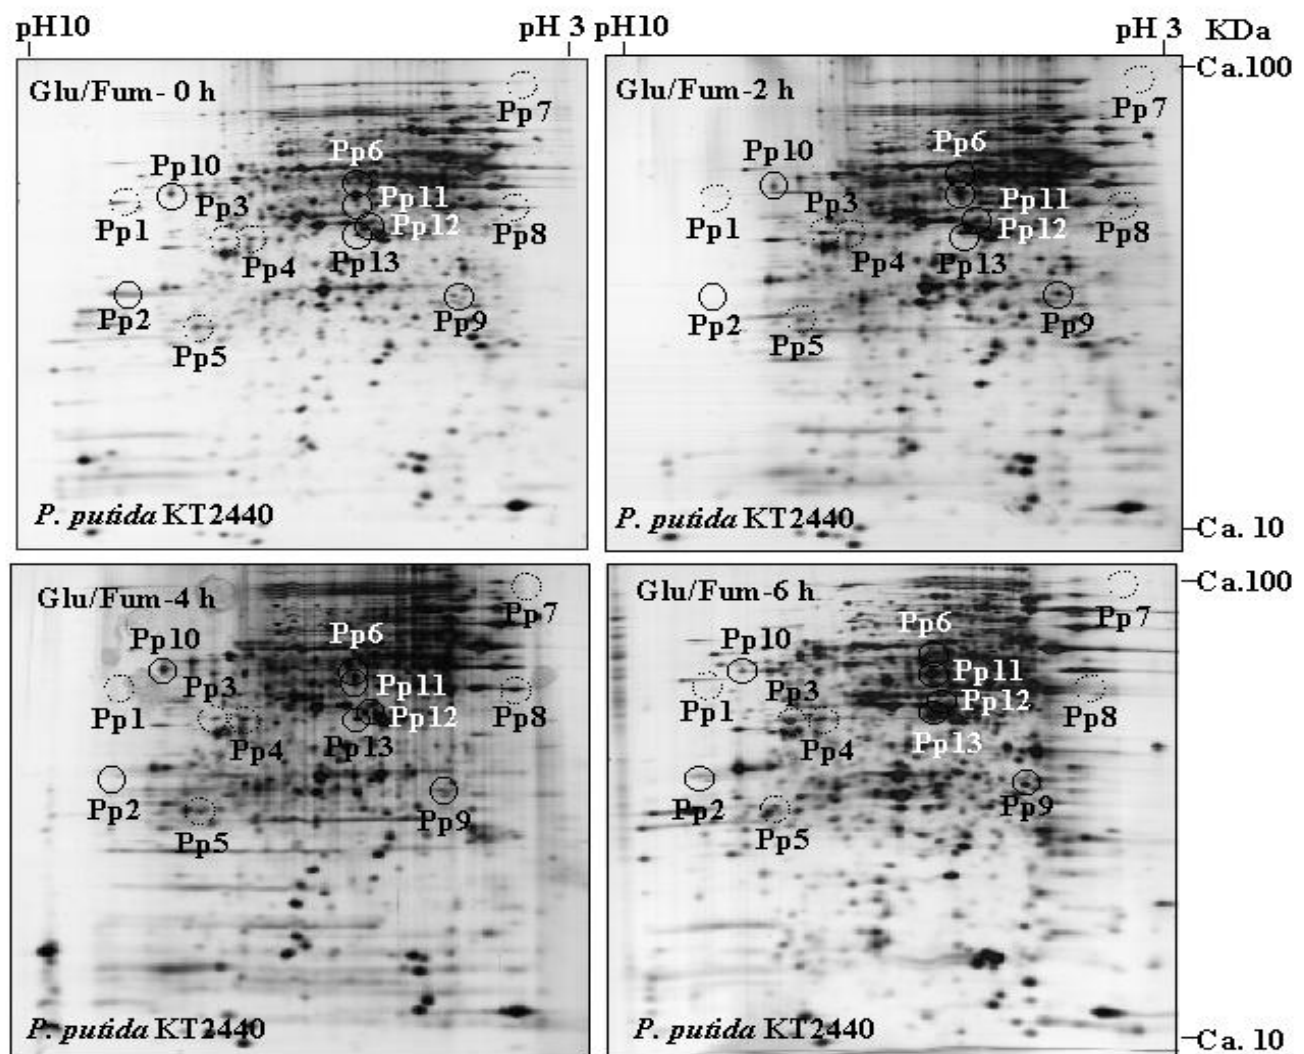 pH10 pH 3 pH10 pH 3 KDa
Glu/Fum- 0 h
Pp7
Pp6
Pp10
Pp11
Pp3
Pp12
Pp8
Pp1
Pp4
Pp13
Pp2
Pp9
Pp5
P. putida KT2440
Ca.100
Glu/Fum-2 h
Pp7
Pp6
Pp10
Pp3
Pp11
Pp1
Pp12
Pp8
Pp4
Pp13
Pp2
Pp9
Pp5
P. putida KT2440
Ca. 10
Glu/Fum-4 h
Pp7
Pp10
Pp6
Pp3
Pp11
Pp1
Pp12
Pp8
Pp4
Pp13
Pp2
Pp9
Pp5
P. putida KT2440
Ca.100
Glu/Fum-6 h
Pp7
Pp6
Pp10
Pp3
Pp11
Pp1
Pp12
Pp8
Pp4
Pp13
Pp2
Pp9
Pp5
P. putida KT2440
Ca. 10